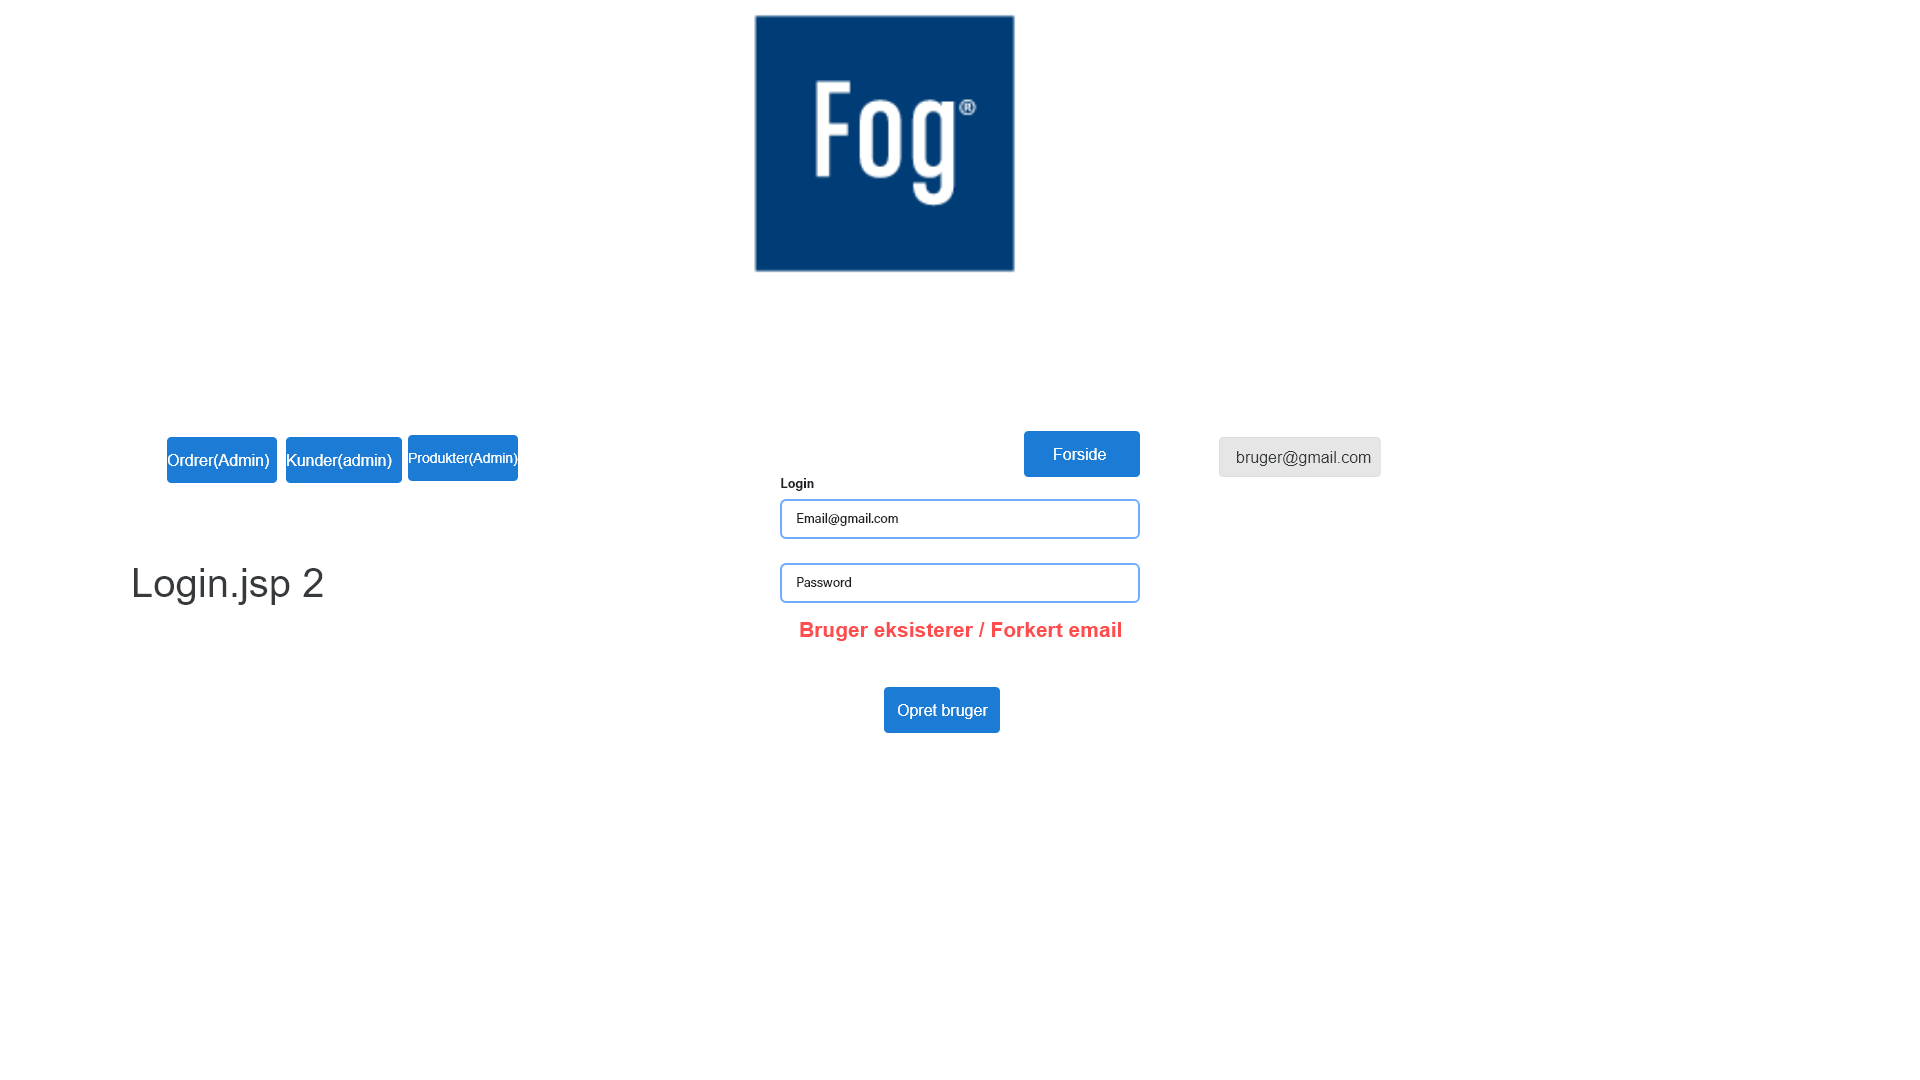 Fog®
Ordrer(Admin)
Kunder(admin)
Produkter(Admin)
Forside
bruger@gmail.com
Login
Email@gmail.com
Login.jsp 2
Password
Bruger eksisterer / Forkert email
Opret bruger